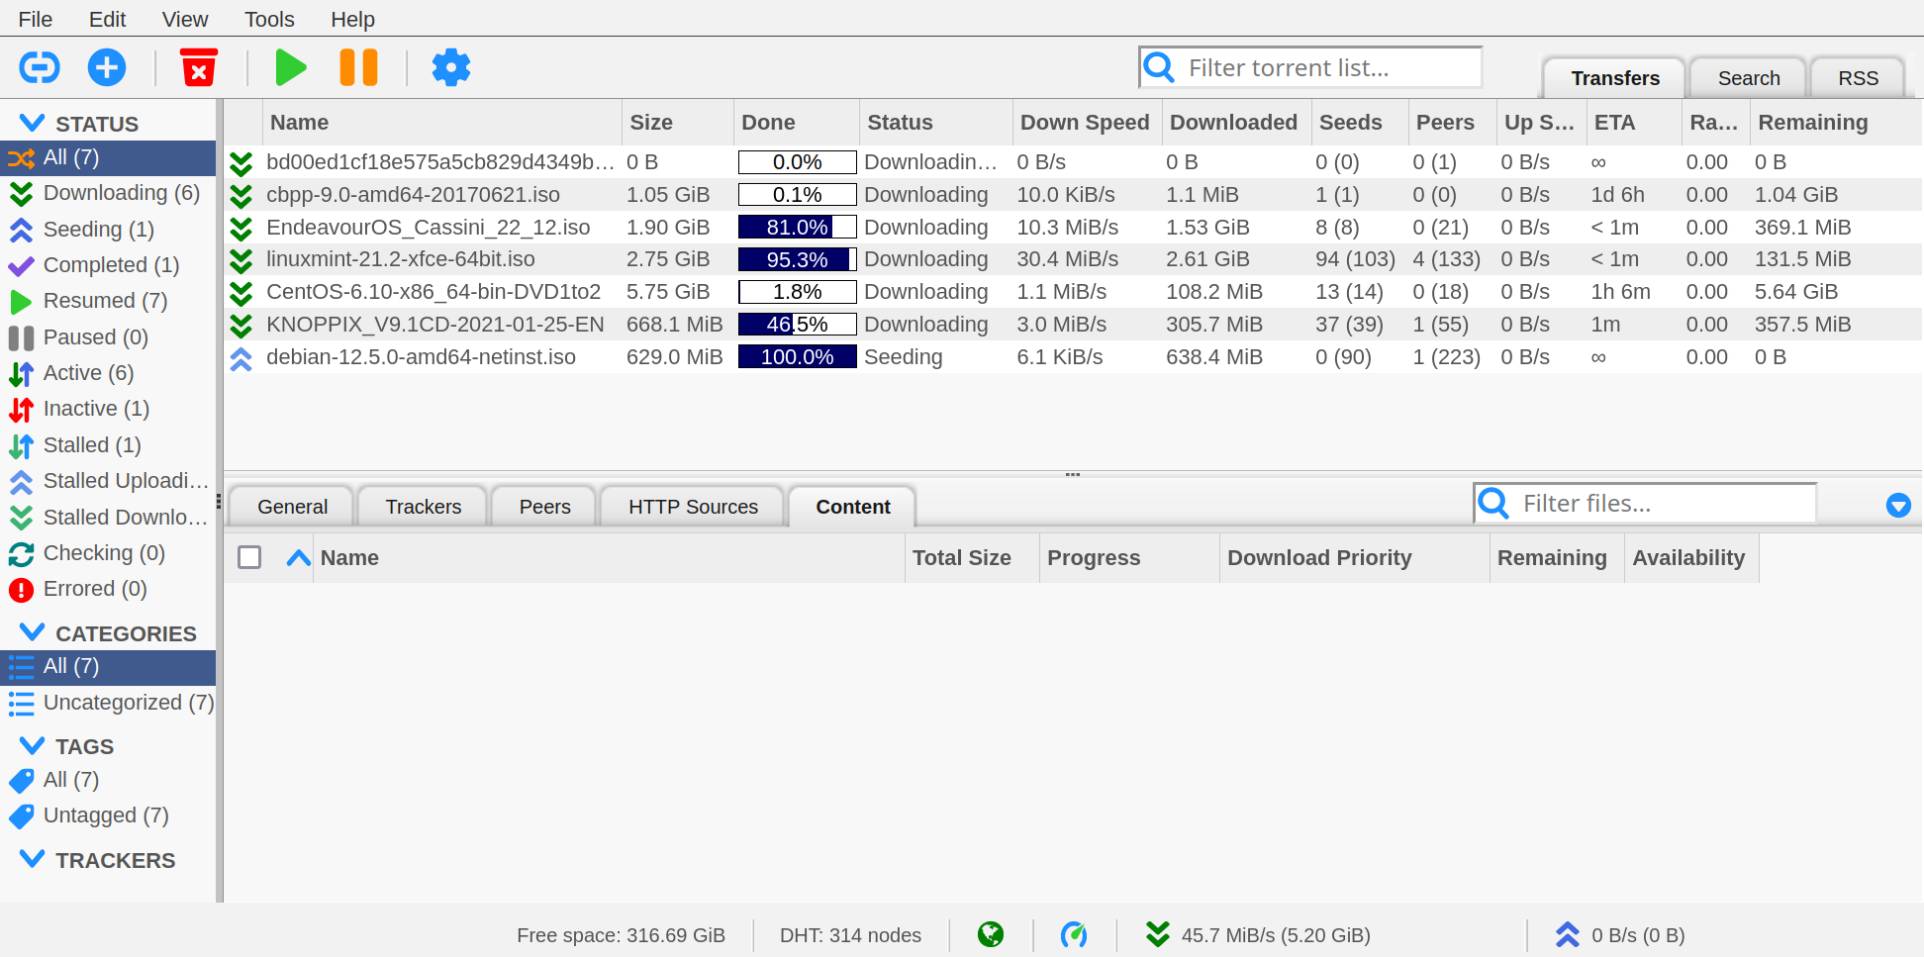 File Edit View Tools Help
Filter torrent list...
Transfers Search RSS
STATUS
All (7)
Downloading (6)
Seeding (1)
Completed (1)
Resumed (7)
Paused (0)
Active (6)
Inactive (1)
Stalled (1)
Stalled Uploadi...
Stalled Downlo...
Checking (0)
Errored (0)
CATEGORIES
All (7)
Uncategorized (7)
TAGS
All (7)
Untagged (7)
TRACKERS
Name Size Done Status Down Speed Downloaded Seeds Peers Up S... ETA Ra... Remaining
bd00ed1cf18e575a5cb829d4349b... 0 B 0.0% Downloadin... 0 B/s 0 B 0 (0) 0 (1) 0 B/s ∞ 0.00 0 B
cbpp-9.0-amd64-20170621.iso 1.05 GiB 0.1% Downloading 10.0 KiB/s 1.1 MiB 1 (1) 0 (0) 0 B/s 1d 6h 0.00 1.04 GiB
EndeavourOS_Cassini_22_12.iso 1.90 GiB 81.0% Downloading 10.3 MiB/s 1.53 GiB 8 (8) 0 (21) 0 B/s < 1m 0.00 369.1 MiB
linuxmint-21.2-xfce-64bit.iso 2.75 GiB 95.3% Downloading 30.4 MiB/s 2.61 GiB 94 (103) 4 (133) 0 B/s < 1m 0.00 131.5 MiB
CentOS-6.10-x86_64-bin-DVD1to2 5.75 GiB 1.8% Downloading 1.1 MiB/s 108.2 MiB 13 (14) 0 (18) 0 B/s 1h 6m 0.00 5.64 GiB
KNOPPIX_V9.1CD-2021-01-25-EN 668.1 MiB 46.5% Downloading 3.0 MiB/s 305.7 MiB 37 (39) 1 (55) 0 B/s 1m 0.00 357.5 MiB
debian-12.5.0-amd64-netinst.iso 629.0 MiB 100.0% Seeding 6.1 KiB/s 638.4 MiB 0 (90) 1 (223) 0 B/s ∞ 0.00 0 B
General Trackers Peers HTTP Sources Content
Filter files...
Name Total Size Progress Download Priority Remaining Availability
Free space: 316.69 GiB DHT: 314 nodes 45.7 MiB/s (5.20 GiB) 0 B/s (0 B)